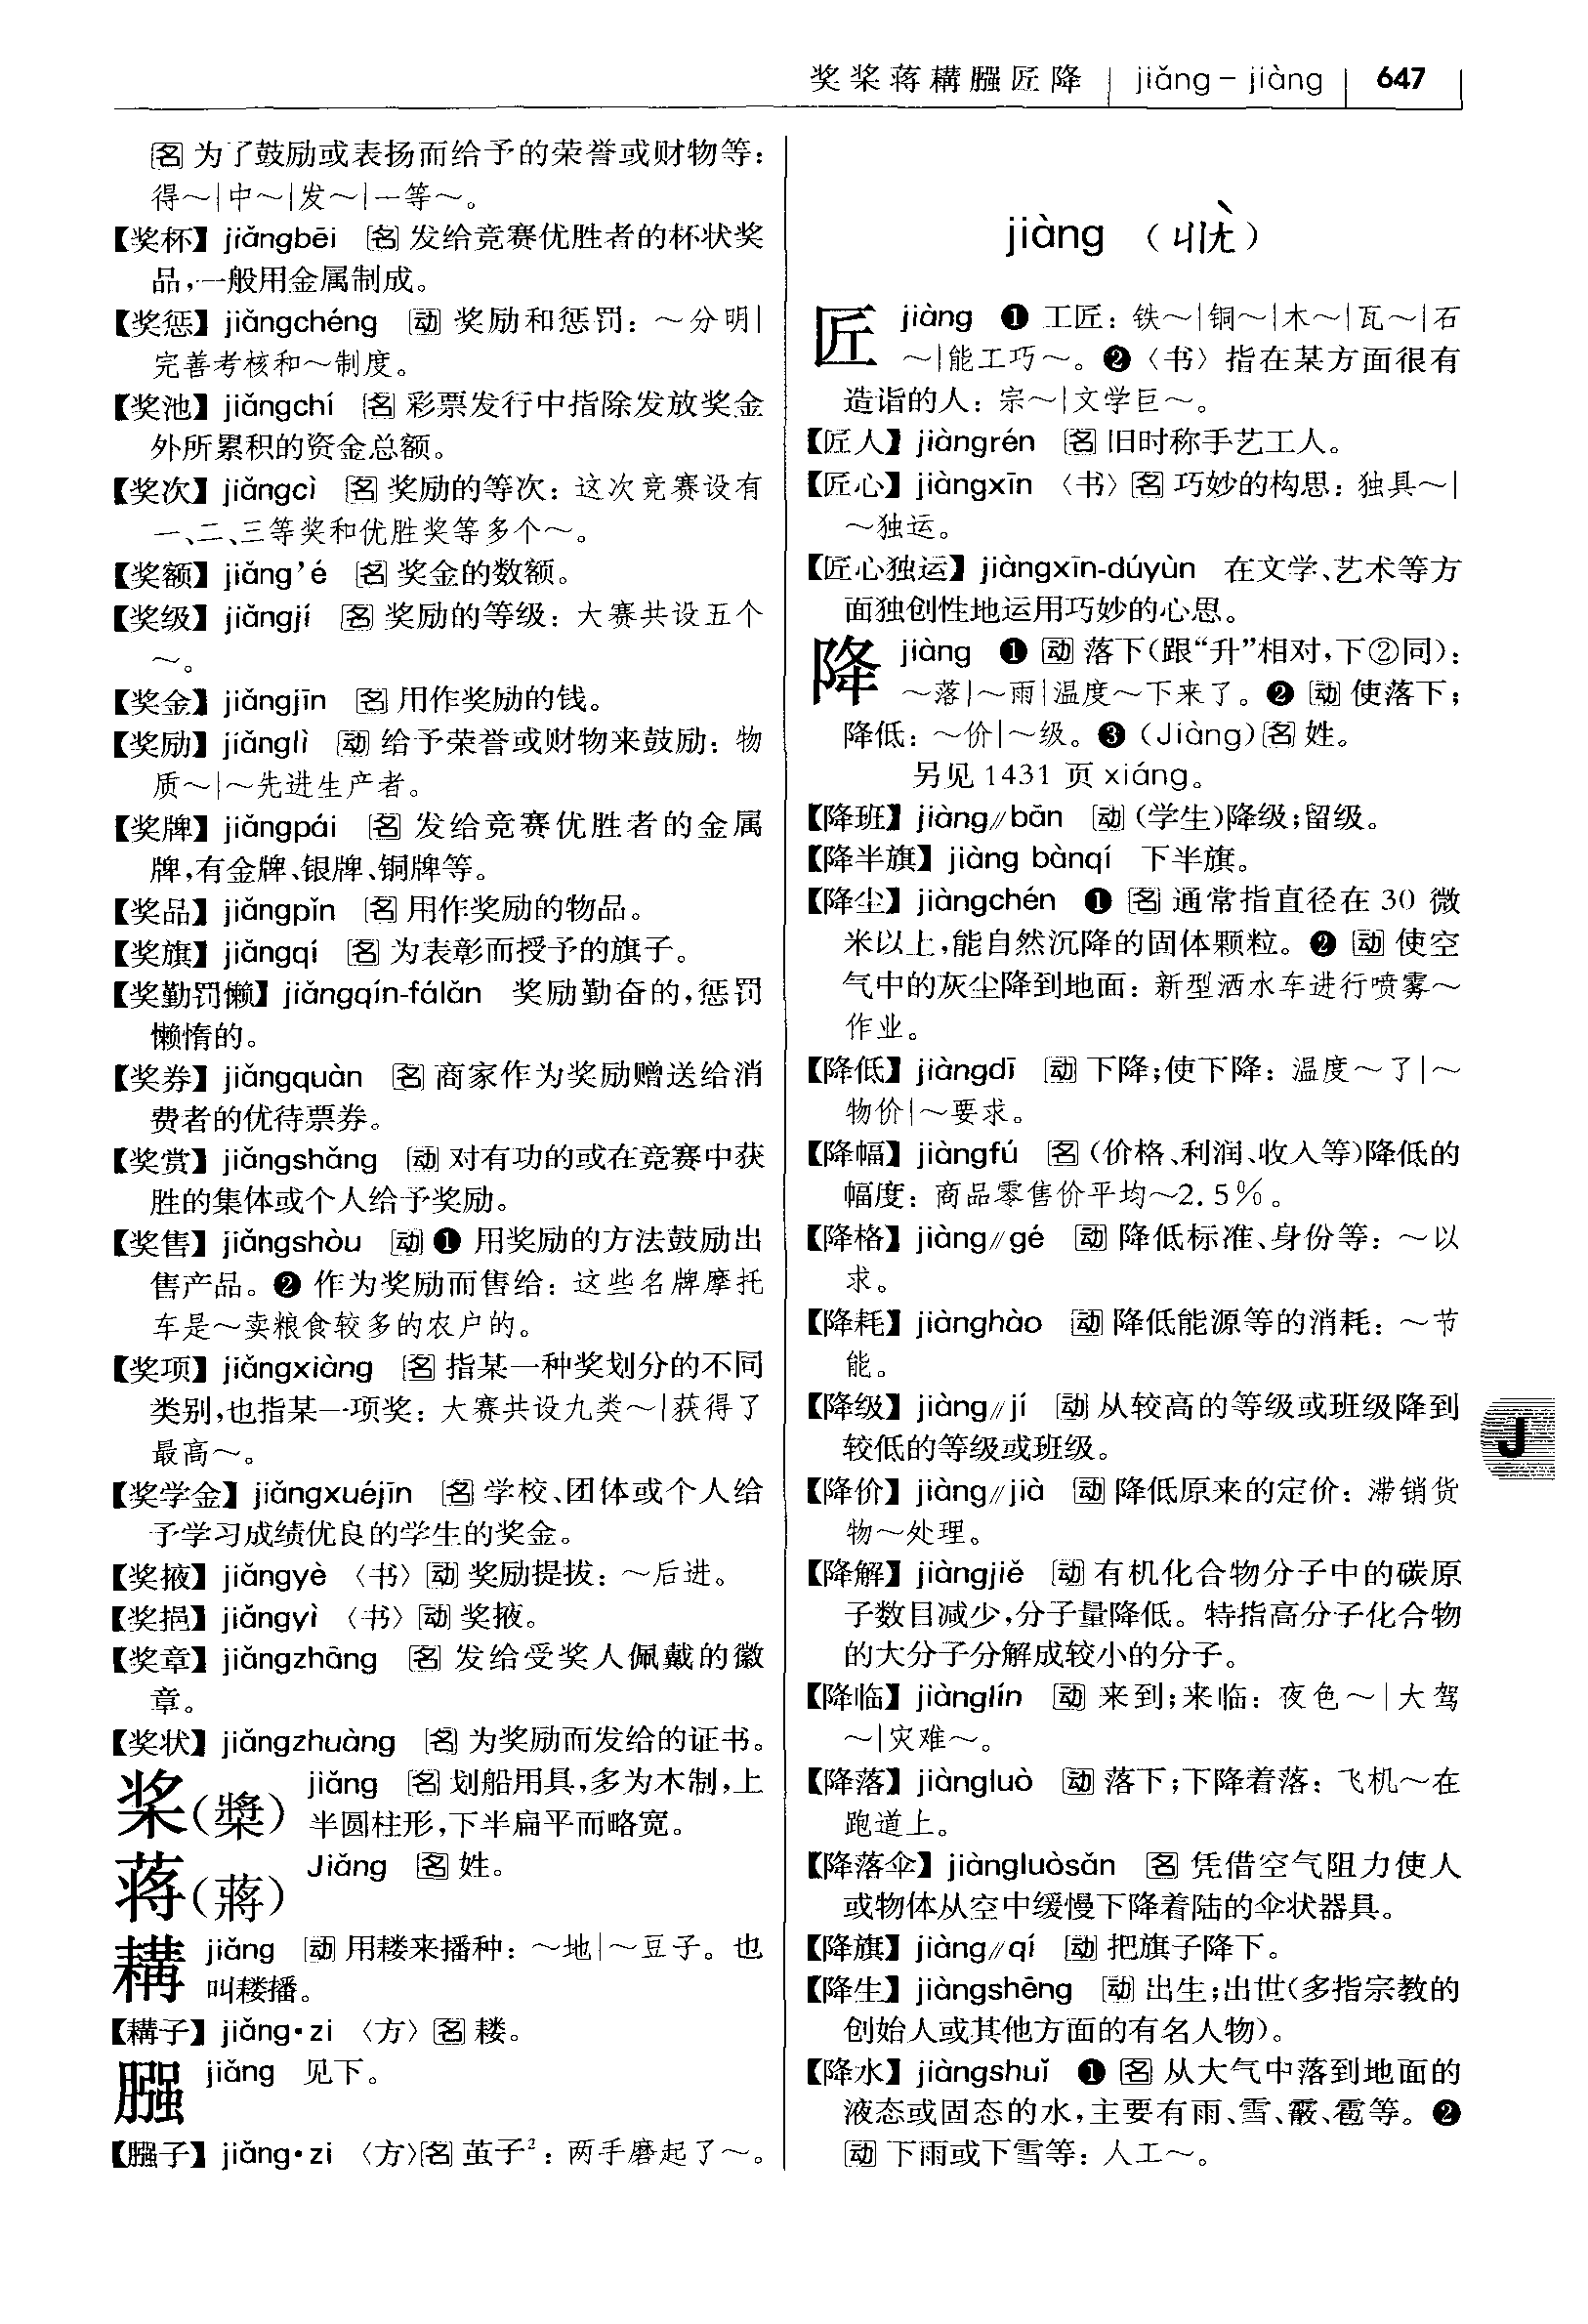 奖桨蒋耩膙匠降 | jiǎng－jiàng | 647
[名]为了鼓励或表扬而给予的荣誉或财物等：
得～|中～|发～|一等～。
【奖杯】jiǎngbēi [名]发给竞赛优胜者的杯状奖
品，一般用金属制成。
【奖惩】jiǎngchéng [动]奖励和惩罚：～分明|
完善考核和～制度。
【奖池】jiǎngchí [名]彩票发行中指除发放奖金
外所累积的资金总额。
【奖次】jiǎngcì [名]奖励的等次：这次竞赛设有
一、二、三等奖和优胜奖等多个～。
【奖额】jiǎng'é [名]奖金的数额。
【奖级】jiǎngjí [名]奖励的等级：大赛共设五个
～。
【奖金】jiǎngjīn [名]用作奖励的钱。
【奖励】jiǎnglì [动]给予荣誉或财物来鼓励：物
质～|～先进生产者。
【奖牌】jiǎngpái [名]发给竞赛优胜者的金属
牌，有金牌、银牌、铜牌等。
【奖品】jiǎngpǐn [名]用作奖励的物品。
【奖旗】jiǎngqí [名]为表彰而授予的旗子。
【奖勤罚懒】jiǎngqín-fálǎn 奖励勤奋的，惩罚
懒惰的。
【奖券】jiǎngquàn [名]商家作为奖励赠送给消
费者的优待票券。
【奖赏】jiǎngshǎng [动]对有功的或在竞赛中获
胜的集体或个人给予奖励。
【奖售】jiǎngshòu [动]❶用奖励的方法鼓励出
售产品。❷作为奖励而售给：这些名牌摩托
车是～卖粮食较多的农户的。
【奖项】jiǎngxiàng [名]指某一种奖划分的不同
类别，也指某一项奖：大赛共设九类～|获得了
最高～。
【奖学金】jiǎngxuéjīn [名]学校、团体或个人给
予学习成绩优良的学生的奖金。
【奖掖】jiǎngyè〈书〉[动]奖励提拔：～后进。
【奖挹】jiǎngyì〈书〉[动]奖掖。
【奖章】jiǎngzhāng [名]发给受奖人佩戴的徽
章。
【奖状】jiǎngzhuàng [名]为奖励而发给的证书。
桨(槳) jiǎng [名]划船用具，多为木制，上
半圆柱形，下半扁平而略宽。
蒋(蔣) Jiǎng [名]姓。
耩 jiǎng [动]用耧来播种：～地|～豆子。也
叫耧播。
【耩子】jiǎng·zi〈方〉[名]耧。
膙 jiǎng 见下。
【膙子】jiǎng·zi〈方〉[名]茧子²：两手磨起了～。
jiàng （ㄐㄧㄤˋ）
匠 jiàng ❶工匠：铁～|铜～|木～|瓦～|石
～|能工巧～。❷〈书〉指在某方面很有
造诣的人：宗～|文学巨～。
【匠人】jiàngrén [名]旧时称手艺工人。
【匠心】jiàngxīn〈书〉[名]巧妙的构思：独具～|
～独运。
【匠心独运】jiàngxīn-dúyùn 在文学、艺术等方
面独创性地运用巧妙的心思。
降 jiàng ❶[动]落下（跟“升”相对，下②同）：
～落|～雨|温度～下来了。❷[动]使落下；
降低：～价|～级。❸（Jiàng）[名]姓。
另见1431页xiáng。
【降班】jiàng//bān [动]（学生）降级；留级。
【降半旗】jiàng bànqí 下半旗。
【降尘】jiàngchén ❶[名]通常指直径在30微
米以上，能自然沉降的固体颗粒。❷[动]使空
气中的灰尘降到地面：新型洒水车进行喷雾～
作业。
【降低】jiàngdī [动]下降；使下降：温度～了|～
物价|～要求。
【降幅】jiàngfú [名]（价格、利润、收入等）降低的
幅度：商品零售价平均～2.5%。
【降格】jiàng//gé [动]降低标准、身份等：～以
求。
【降耗】jiànghào [动]降低能源等的消耗：～节
能。
【降级】jiàng//jí [动]从较高的等级或班级降到
较低的等级或班级。
【降价】jiàng//jià [动]降低原来的定价：滞销货
物～处理。
【降解】jiàngjiě [动]有机化合物分子中的碳原
子数目减少，分子量降低。特指高分子化合物
的大分子分解成较小的分子。
【降临】jiànglín [动]来到；来临：夜色～|大驾
～|灾难～。
【降落】jiàngluò [动]落下；下降着落：飞机～在
跑道上。
【降落伞】jiàngluòsǎn [名]凭借空气阻力使人
或物体从空中缓慢下降着陆的伞状器具。
【降旗】jiàng//qí [动]把旗子降下。
【降生】jiàngshēng [动]出生；出世（多指宗教的
创始人或其他方面的有名人物）。
【降水】jiàngshuǐ ❶[名]从大气中落到地面的
液态或固态的水，主要有雨、雪、霰、雹等。❷
[动]下雨或下雪等：人工～。
J